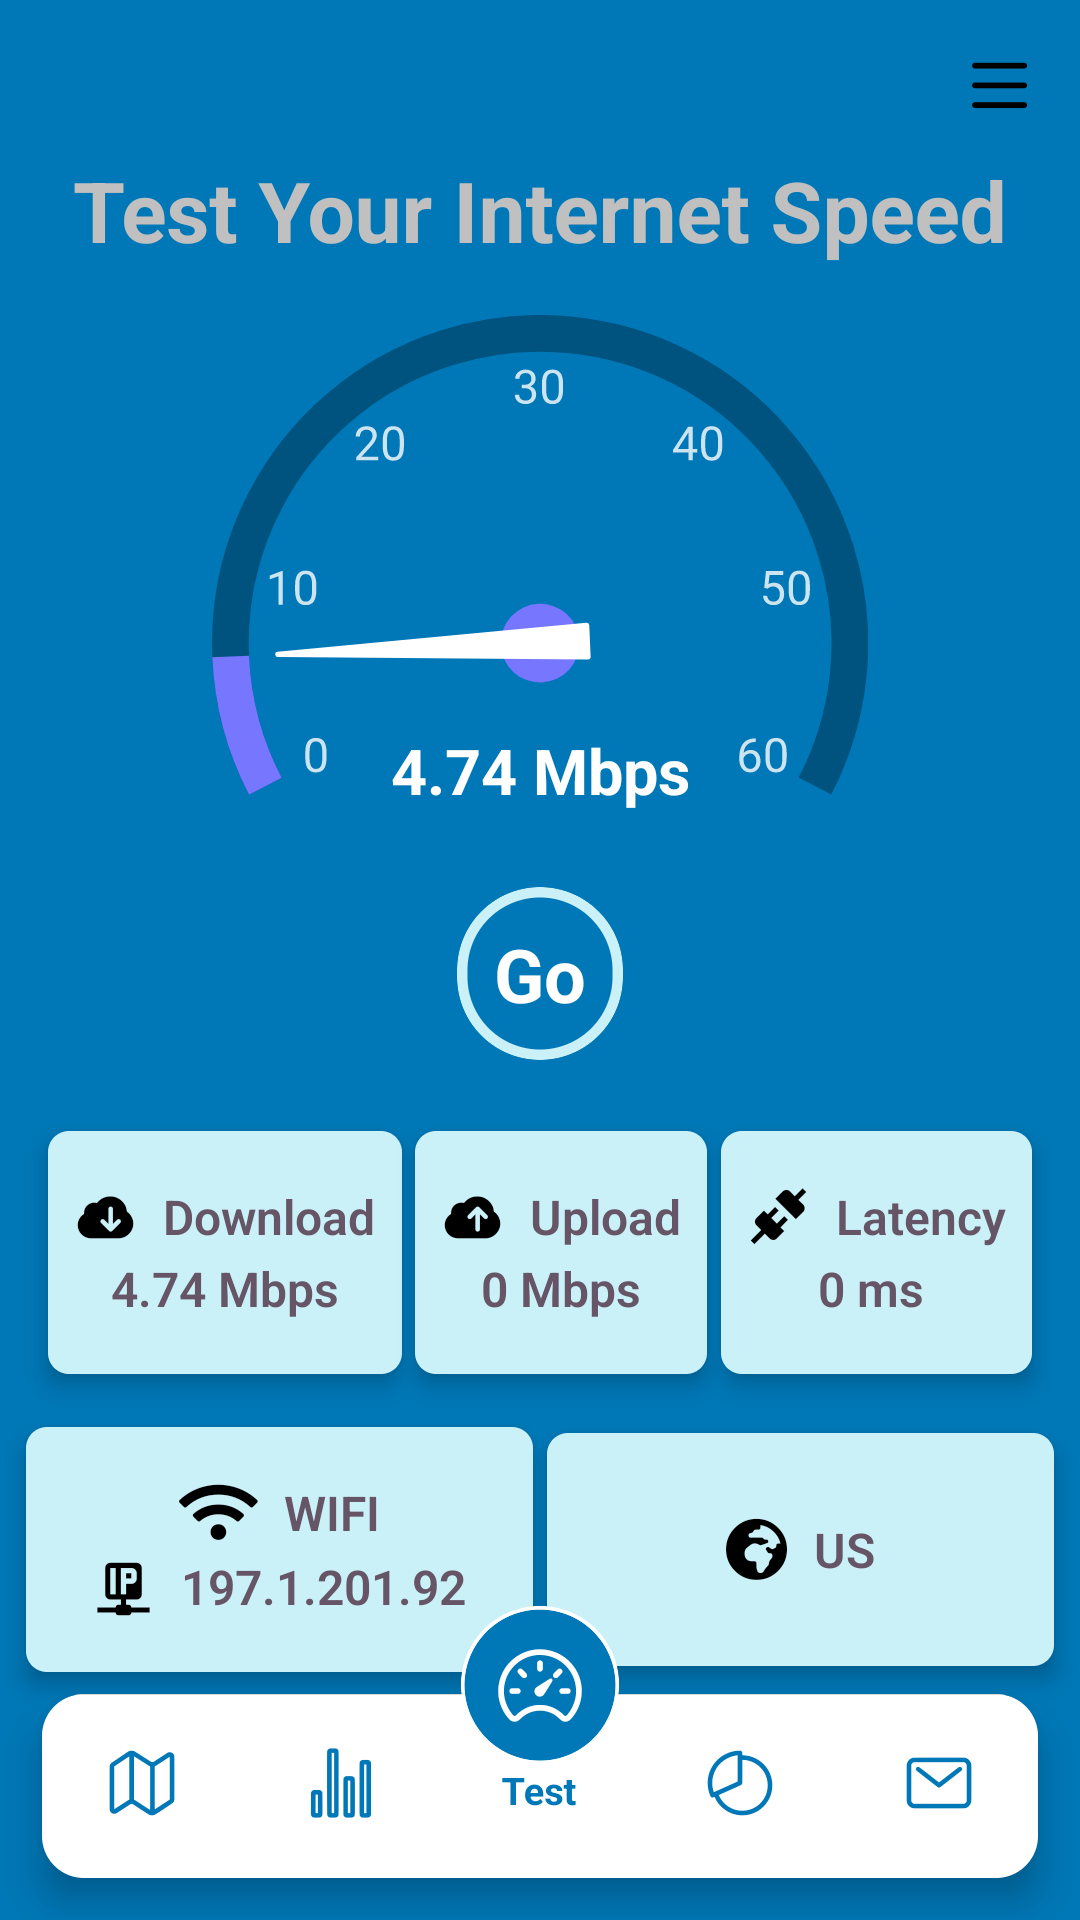 Test Your Internet Speed
30
20
40
10
50
0
60
4.74 Mbps
Go
Download
4.74 Mbps
Upload
0 Mbps
Latency
0 ms
WIFI
IP 197.1.201.92
US
Test